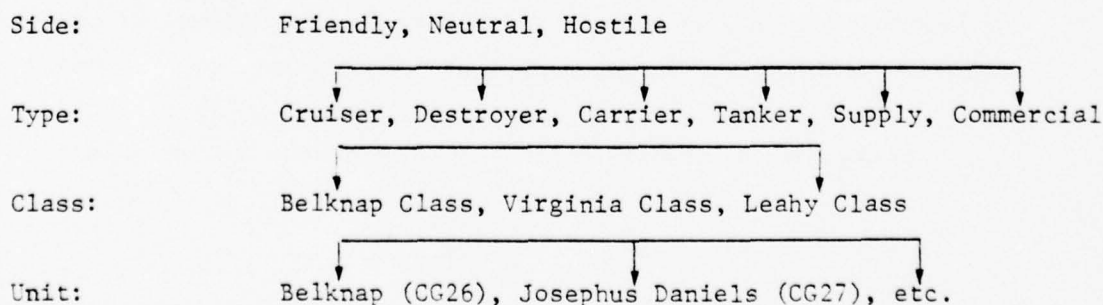 Side: Friendly, Neutral, Hostile
Type: Cruiser, Destroyer, Carrier, Tanker, Supply, Commercial
Class: Belknap Class, Virginia Class, Leahy Class
Unit: Belknap (CG26), Josephus Daniels (CG27), etc.